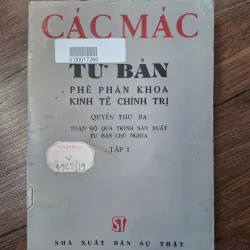 CÁC MÁC
V.00017266
TƯ BẢN
PHÊ PHÁN KHOA
KINH TẾ CHÍNH TRỊ
QUYỂN THỨ BA
TOÀN BỘ QUÁ TRÌNH SẢN XUẤT
TƯ BẢN CHỦ NGHĨA
TẬP I
V
ST
NHÀ XUẤT BẢN SỰ THẬT